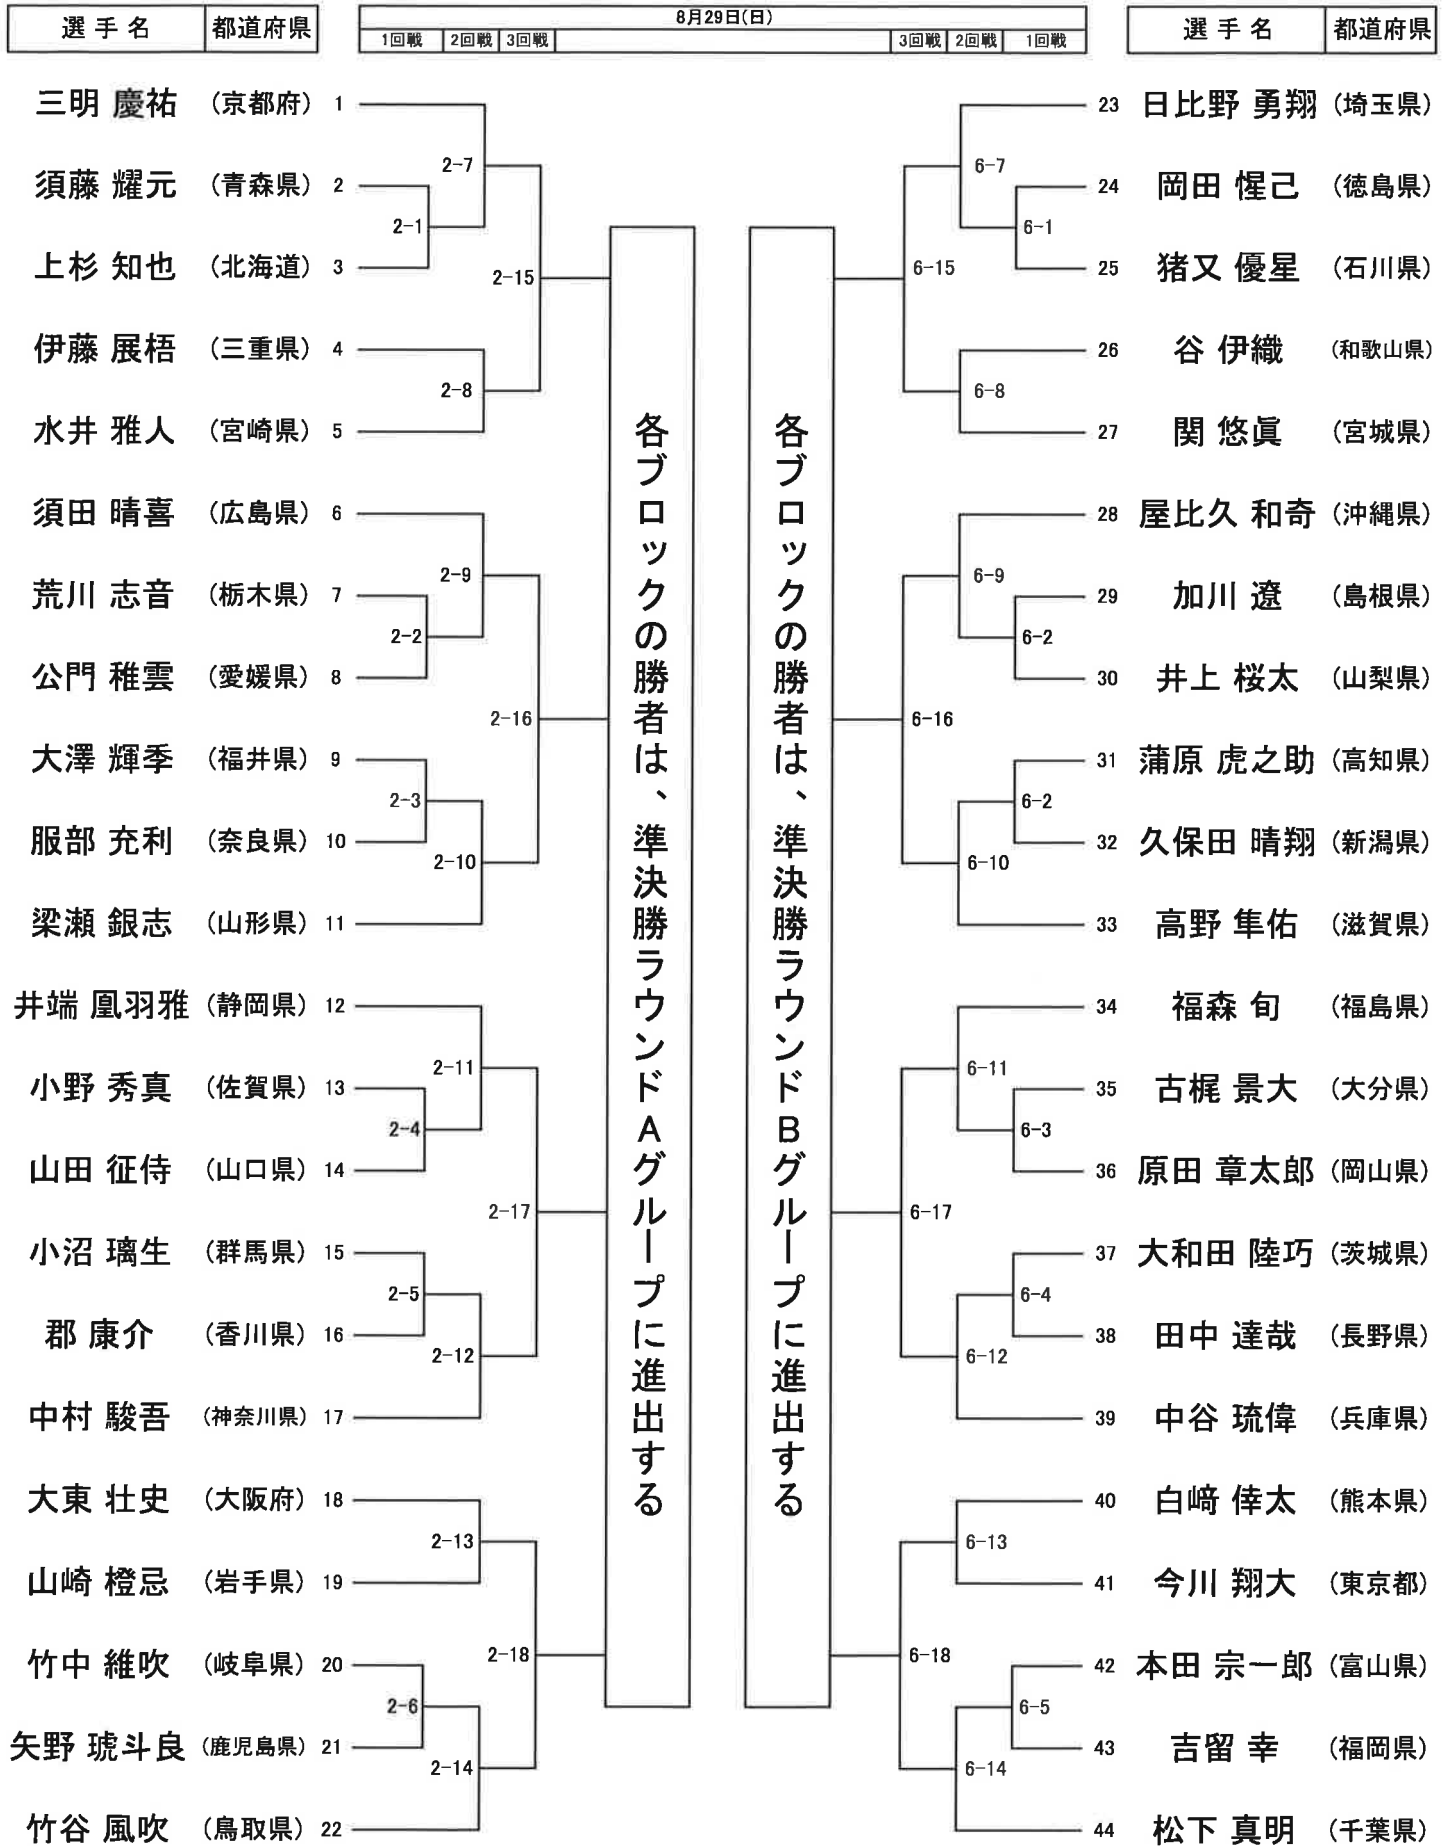 選手名 都道府県 8月29日(日) 選手名 都道府県
1回戦 2回戦 3回戦 3回戦 2回戦 1回戦
三明 慶祐 (京都府) 1
2-7
須藤 耀元 (青森県) 2
2-1
上杉 知也 (北海道) 3
2-15
伊藤 展梧 (三重県) 4
2-8
水井 雅人 (宮崎県) 5
須田 晴喜 (広島県) 6
2-9
荒川 志音 (栃木県) 7
2-2
公門 稚雲 (愛媛県) 8
2-16
大澤 輝季 (福井県) 9
2-3
服部 充利 (奈良県) 10
2-10
梁瀬 銀志 (山形県) 11
井端 凰羽雅 (静岡県) 12
2-11
小野 秀真 (佐賀県) 13
2-4
山田 征侍 (山口県) 14
2-17
小沼 璃生 (群馬県) 15
2-5
郡 康介 (香川県) 16
2-12
中村 駿吾 (神奈川県) 17
大東 壮史 (大阪府) 18
2-13
山崎 橙忌 (岩手県) 19
2-18
竹中 維吹 (岐阜県) 20
2-6
矢野 琥斗良 (鹿児島県) 21
2-14
竹谷 風吹 (鳥取県) 22
各ブロックの勝者は、準決勝ラウンドAグループに進出する
各ブロックの勝者は、準決勝ラウンドBグループに進出する
23 日比野 勇翔 (埼玉県)
6-7
24 岡田 惺己 (徳島県)
6-1
25 猪又 優星 (石川県)
6-15
26 谷 伊織 (和歌山県)
6-8
27 関 悠眞 (宮城県)
28 屋比久 和奇 (沖縄県)
6-9
29 加川 遼 (島根県)
6-2
30 井上 桜太 (山梨県)
6-16
31 蒲原 虎之助 (高知県)
6-2
32 久保田 晴翔 (新潟県)
6-10
33 高野 隼佑 (滋賀県)
34 福森 旬 (福島県)
6-11
35 古梶 景大 (大分県)
6-3
36 原田 章太郎 (岡山県)
6-17
37 大和田 陸巧 (茨城県)
6-4
38 田中 達哉 (長野県)
6-12
39 中谷 琉偉 (兵庫県)
40 白﨑 倖太 (熊本県)
6-13
41 今川 翔大 (東京都)
6-18
42 本田 宗一郎 (富山県)
6-5
43 吉留 幸 (福岡県)
6-14
44 松下 真明 (千葉県)